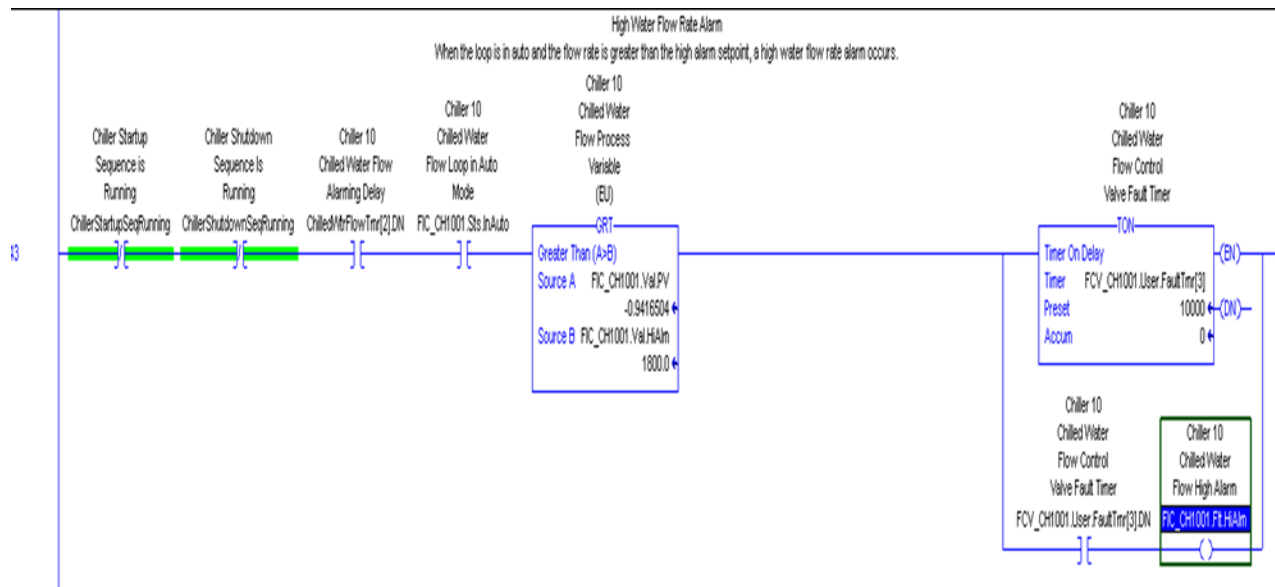 High Water Flow Rate Alarm
When the loop is in auto and the flow rate is greater than the high alarm setpoint, a high water flow rate alarm occurs.
Chiller Startup
Sequence is
Running
ChillerStartupSeqRunning
Chiller Shutdown
Sequence Is
Running
ChillerShutdownSeqRunning
Chiller 10
Chilled Water Flow
Alarming Delay
ChilledWtrFlowTmr[2].DN
Chiller 10
Chilled Water
Flow Loop in Auto
Mode
FIC_CH1001.Sts.InAuto
Chiller 10
Chilled Water
Flow Process
Variable
(EU)
GRT
Greater Than (A>B)
Source A FIC_CH1001.Val.PV
-0.9416504
Source B FIC_CH1001.Val.HiAlm
1800.0
Chiller 10
Chilled Water
Flow Control
Valve Fault Timer
TON
Timer On Delay
Timer FCV_CH1001.User.FaultTmr[3]
Preset 10000
Accum 0
(EN)
(DN)
Chiller 10
Chilled Water
Flow Control
Valve Fault Timer
FCV_CH1001.User.FaultTmr[3].DN
Chiller 10
Chilled Water
Flow High Alarm
FIC_CH1001.Flt.HiAlm